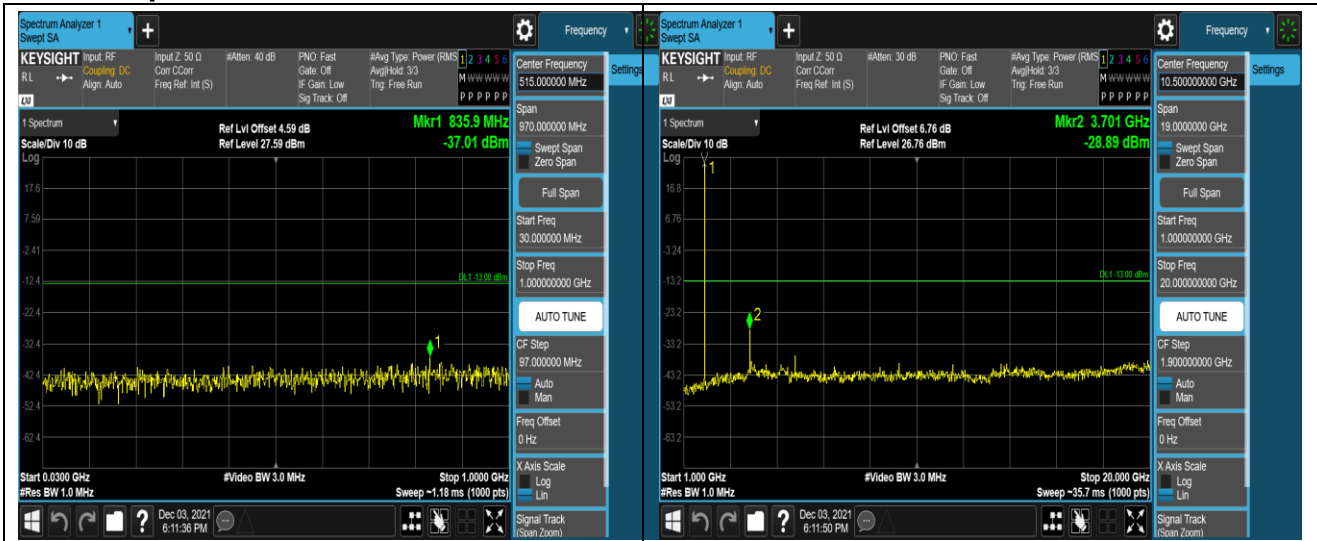 Spectrum Analyzer 1
Swept SA
Frequency
KEYSIGHT
RL
LXI
Input: RF
Coupling: DC
Align: Auto
Input Z: 50 Ω
Corr CCorr
Freq Ref: Int (S)
#Atten: 40 dB
PNO: Fast
Gate: Off
IF Gain: Low
Sig Track: Off
#Avg Type: Power (RMS
Avg|Hold: 3/3
Trig: Free Run
1 2 3 4 5 6
M W W W W W
P P P P P P
Center Frequency
515.000000 MHz
Settings
1 Spectrum
Scale/Div 10 dB
Log
Ref Lvl Offset 4.59 dB
Ref Level 27.59 dBm
Mkr1 835.9 MHz
-37.01 dBm
17.6
7.59
-2.41
-12.4
-22.4
-32.4
-42.4
-52.4
-62.4
DL1 -13.00 dBm
1
Start 0.0300 GHz
#Res BW 1.0 MHz
#Video BW 3.0 MHz
Stop 1.0000 GHz
Sweep ~1.18 ms (1000 pts)
Span
970.000000 MHz
Swept Span
Zero Span
Full Span
Start Freq
30.000000 MHz
Stop Freq
1.000000000 GHz
AUTO TUNE
CF Step
97.000000 MHz
Auto
Man
Freq Offset
0 Hz
X Axis Scale
Log
Lin
Signal Track
(Span Zoom)
?
Dec 03, 2021
6:11:36 PM
Spectrum Analyzer 1
Swept SA
Frequency
KEYSIGHT
RL
LXI
Input: RF
Coupling: DC
Align: Auto
Input Z: 50 Ω
Corr CCorr
Freq Ref: Int (S)
#Atten: 30 dB
PNO: Fast
Gate: Off
IF Gain: Low
Sig Track: Off
#Avg Type: Power (RMS
Avg|Hold: 3/3
Trig: Free Run
1 2 3 4 5 6
M W W W W W
P P P P P P
Center Frequency
10.500000000 GHz
Settings
1 Spectrum
Scale/Div 10 dB
Log
Ref Lvl Offset 6.76 dB
Ref Level 26.76 dBm
Mkr2 3.701 GHz
-28.89 dBm
16.8
6.76
-3.24
-13.2
-23.2
-33.2
-43.2
-53.2
-63.2
DL1 -13.00 dBm
1
2
Start 1.000 GHz
#Res BW 1.0 MHz
#Video BW 3.0 MHz
Stop 20.000 GHz
Sweep ~35.7 ms (1000 pts)
Span
19.0000000 GHz
Swept Span
Zero Span
Full Span
Start Freq
1.000000000 GHz
Stop Freq
20.000000000 GHz
AUTO TUNE
CF Step
1.900000000 GHz
Auto
Man
Freq Offset
0 Hz
X Axis Scale
Log
Lin
Signal Track
(Span Zoom)
?
Dec 03, 2021
6:11:50 PM